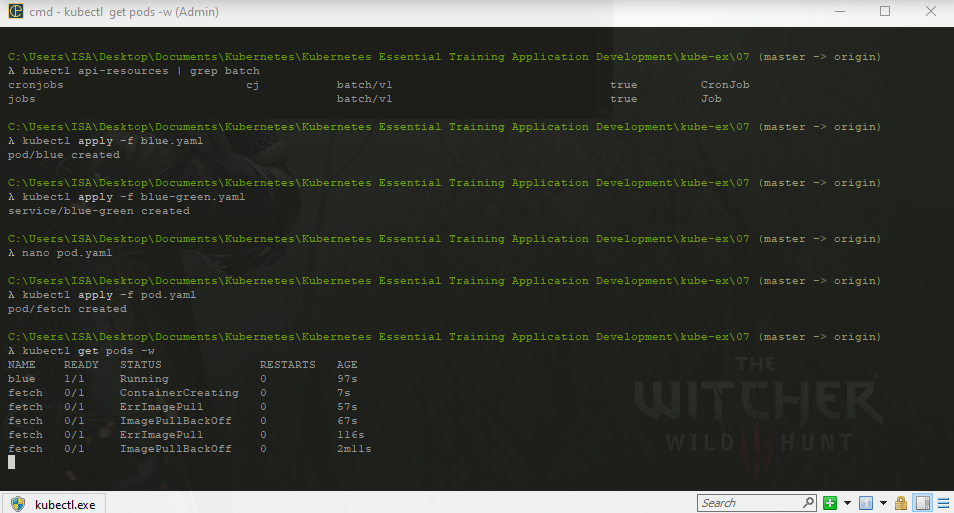 cmd - kubectl  get pods -w (Admin)
C:\Users\ISA\Desktop\Documents\Kubernetes\Kubernetes Essential Training Application Development\kube-ex\07 (master -> origin)
λ kubectl api-resources | grep batch
cronjobs                          cj           batch/v1                               true         CronJob
jobs                                           batch/v1                               true         Job
C:\Users\ISA\Desktop\Documents\Kubernetes\Kubernetes Essential Training Application Development\kube-ex\07 (master -> origin)
λ kubectl apply -f blue.yaml
pod/blue created
C:\Users\ISA\Desktop\Documents\Kubernetes\Kubernetes Essential Training Application Development\kube-ex\07 (master -> origin)
λ kubectl apply -f blue-green.yaml
service/blue-green created
C:\Users\ISA\Desktop\Documents\Kubernetes\Kubernetes Essential Training Application Development\kube-ex\07 (master -> origin)
λ nano pod.yaml
C:\Users\ISA\Desktop\Documents\Kubernetes\Kubernetes Essential Training Application Development\kube-ex\07 (master -> origin)
λ kubectl apply -f pod.yaml
pod/fetch created
C:\Users\ISA\Desktop\Documents\Kubernetes\Kubernetes Essential Training Application Development\kube-ex\07 (master -> origin)
λ kubectl get pods -w
NAME    READY   STATUS              RESTARTS   AGE
blue    1/1     Running             0          97s
fetch   0/1     ContainerCreating   0          7s
fetch   0/1     ErrImagePull        0          57s
fetch   0/1     ImagePullBackOff    0          67s
fetch   0/1     ErrImagePull        0          116s
fetch   0/1     ImagePullBackOff    0          2m11s
THE
WITCHER
WILD HUNT
kubectl.exe
Search